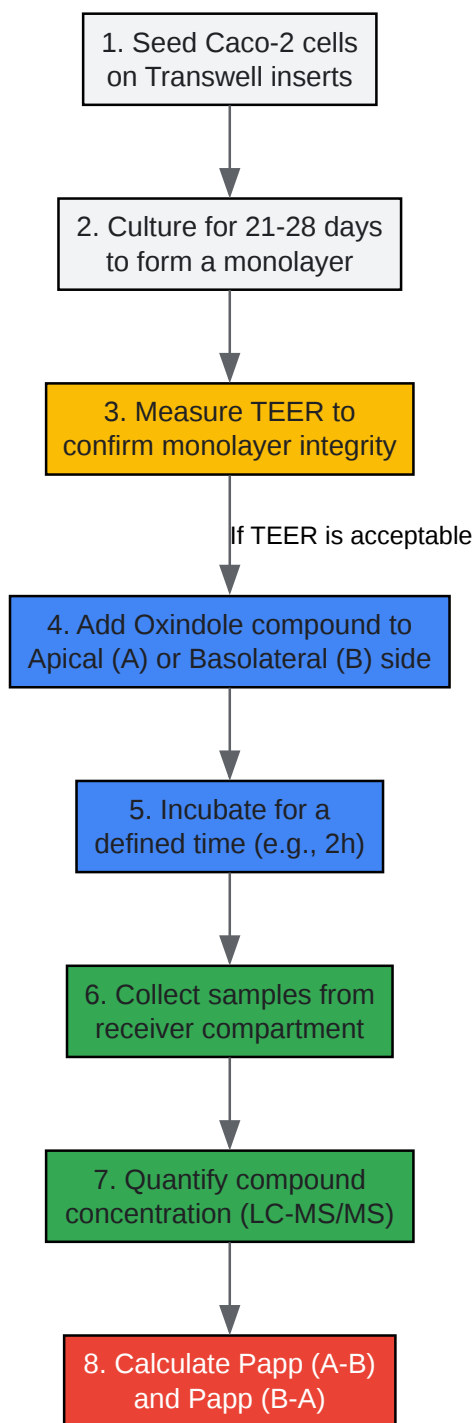 1. Seed Caco-2 cells
on Transwell inserts
2. Culture for 21-28 days
to form a monolayer
3. Measure TEER to
confirm monolayer integrity
If TEER is acceptable
4. Add Oxindole compound to
Apical (A) or Basolateral (B) side
5. Incubate for a
defined time (e.g., 2h)
6. Collect samples from
receiver compartment
7. Quantify compound
concentration (LC-MS/MS)
8. Calculate Papp (A-B)
and Papp (B-A)